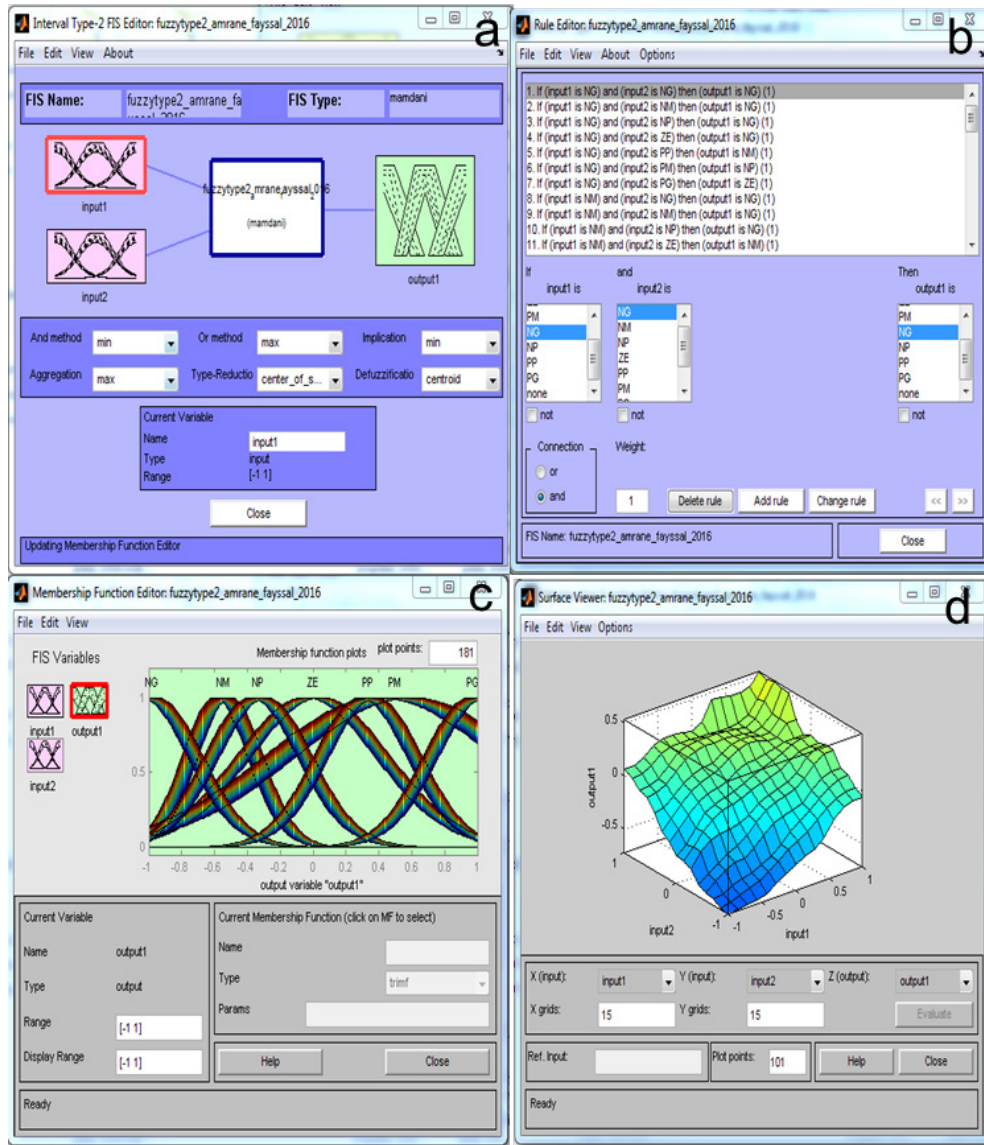 Interval Type-2 FIS Editor: fuzzytype2_amrane_fayssal_2016
a
File Edit View About
FIS Name: fuzzytype2_amrane_fa
FIS Type: mamdani
input1
input2
(mamdani)
output1
And method min
Or method max
Implication min
Aggregation max
Type-Reductio center_of_s...
Defuzzificatio centroid
Current Variable
Name input1
Type input
Range [-1 1]
Close
Updating Membership Function Editor
Rule Editor: fuzzytype2_amrane_fayssal_2016
b
File Edit View About Options
1. If (input1 is NG) and (input2 is NG) then (output1 is NG) (1)
2. If (input1 is NG) and (input2 is NM) then (output1 is NG) (1)
3. If (input1 is NG) and (input2 is NP) then (output1 is NG) (1)
4. If (input1 is NG) and (input2 is ZE) then (output1 is NG) (1)
5. If (input1 is NG) and (input2 is PP) then (output1 is NM) (1)
6. If (input1 is NG) and (input2 is PM) then (output1 is NP) (1)
7. If (input1 is NG) and (input2 is PG) then (output1 is ZE) (1)
8. If (input1 is NM) and (input2 is NG) then (output1 is NG) (1)
9. If (input1 is NM) and (input2 is NM) then (output1 is NG) (1)
10. If (input1 is NM) and (input2 is NP) then (output1 is NG) (1)
11. If (input1 is NM) and (input2 is ZE) then (output1 is NM) (1)
If and Then
input1 is input2 is output1 is
PM
NG
NP
PP
PG
none
NG
NM
NP
ZE
PP
PM
PM
NG
NP
PP
PG
none
not not not
Connection
or
and
Weight:
1
Delete rule
Add rule
Change rule
<< >>
FIS Name: fuzzytype2_amrane_fayssal_2016
Close
Membership Function Editor: fuzzytype2_amrane_fayssal_2016
c
File Edit View
FIS Variables
input1 output1
input2
Membership function plots plot points: 181
NG NM NP ZE PP PM PG
1
0.5
0
-1 -0.8 -0.6 -0.4 -0.2 0 0.2 0.4 0.6 0.8 1
output variable "output1"
Current Variable
Name output1
Type output
Range [-1 1]
Display Range [-1 1]
Current Membership Function (click on MF to select)
Name
Type trimf
Params
Help
Close
Ready
Surface Viewer: fuzzytype2_amrane_fayssal_2016
d
File Edit View Options
0.5
0
-0.5
output1
1
0
-1
input2
-1
-0.5
0
0.5
1
input1
X (input): input1
Y (input): input2
Z (output): output1
X grids: 15
Y grids: 15
Evaluate
Ref. Input:
Plot points: 101
Help
Close
Ready